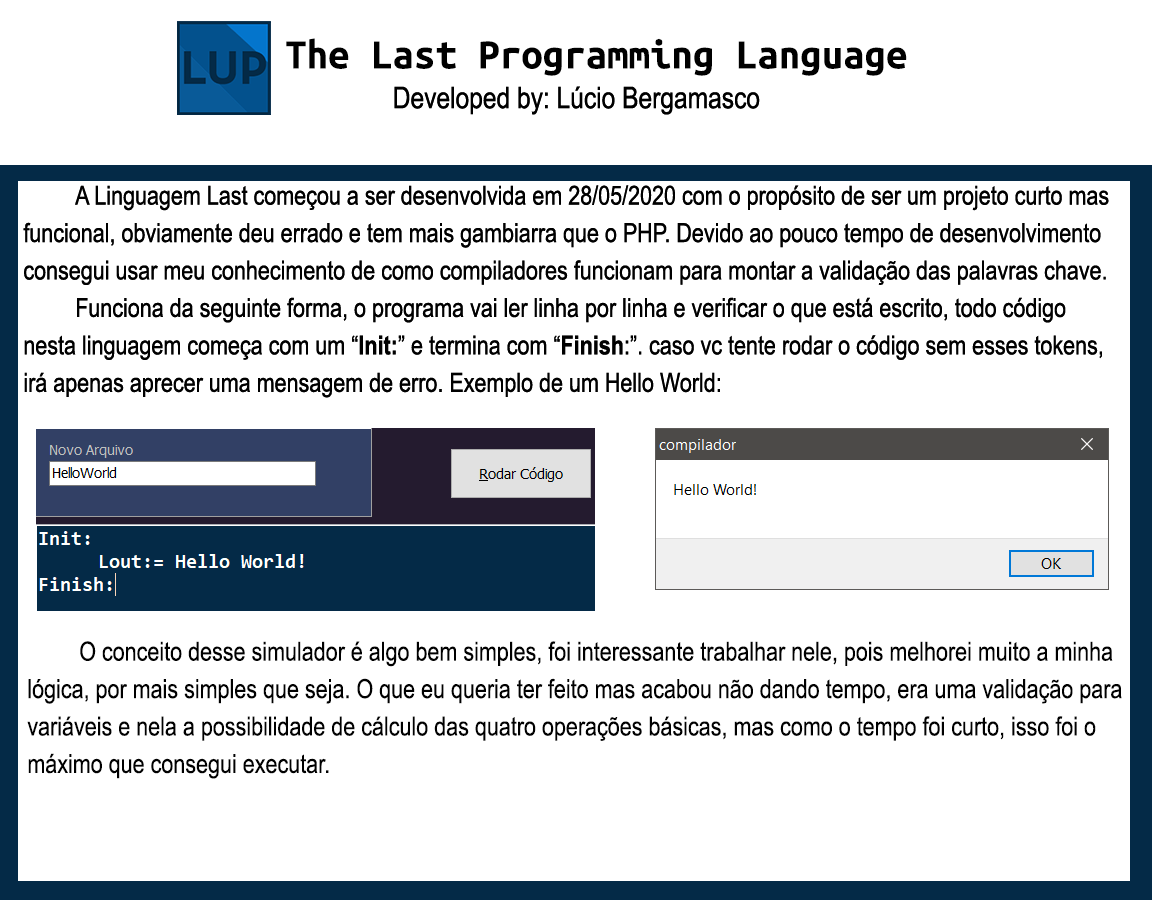 LUP
The Last Programming Language
Developed by: Lúcio Bergamasco
A Linguagem Last começou a ser desenvolvida em 28/05/2020 com o propósito de ser um projeto curto mas
funcional, obviamente deu errado e tem mais gambiarra que o PHP. Devido ao pouco tempo de desenvolvimento
consegui usar meu conhecimento de como compiladores funcionam para montar a validação das palavras chave.
Funciona da seguinte forma, o programa vai ler linha por linha e verificar o que está escrito, todo código
nesta linguagem começa com um “Init:” e termina com “Finish:”. caso vc tente rodar o código sem esses tokens,
irá apenas aprecer uma mensagem de erro. Exemplo de um Hello World:
Novo Arquivo
HelloWorld
Rodar Código
Init:
Lout:= Hello World!
Finish:
compilador
Hello World!
OK
O conceito desse simulador é algo bem simples, foi interessante trabalhar nele, pois melhorei muito a minha
lógica, por mais simples que seja. O que eu queria ter feito mas acabou não dando tempo, era uma validação para
variáveis e nela a possibilidade de cálculo das quatro operações básicas, mas como o tempo foi curto, isso foi o
máximo que consegui executar.